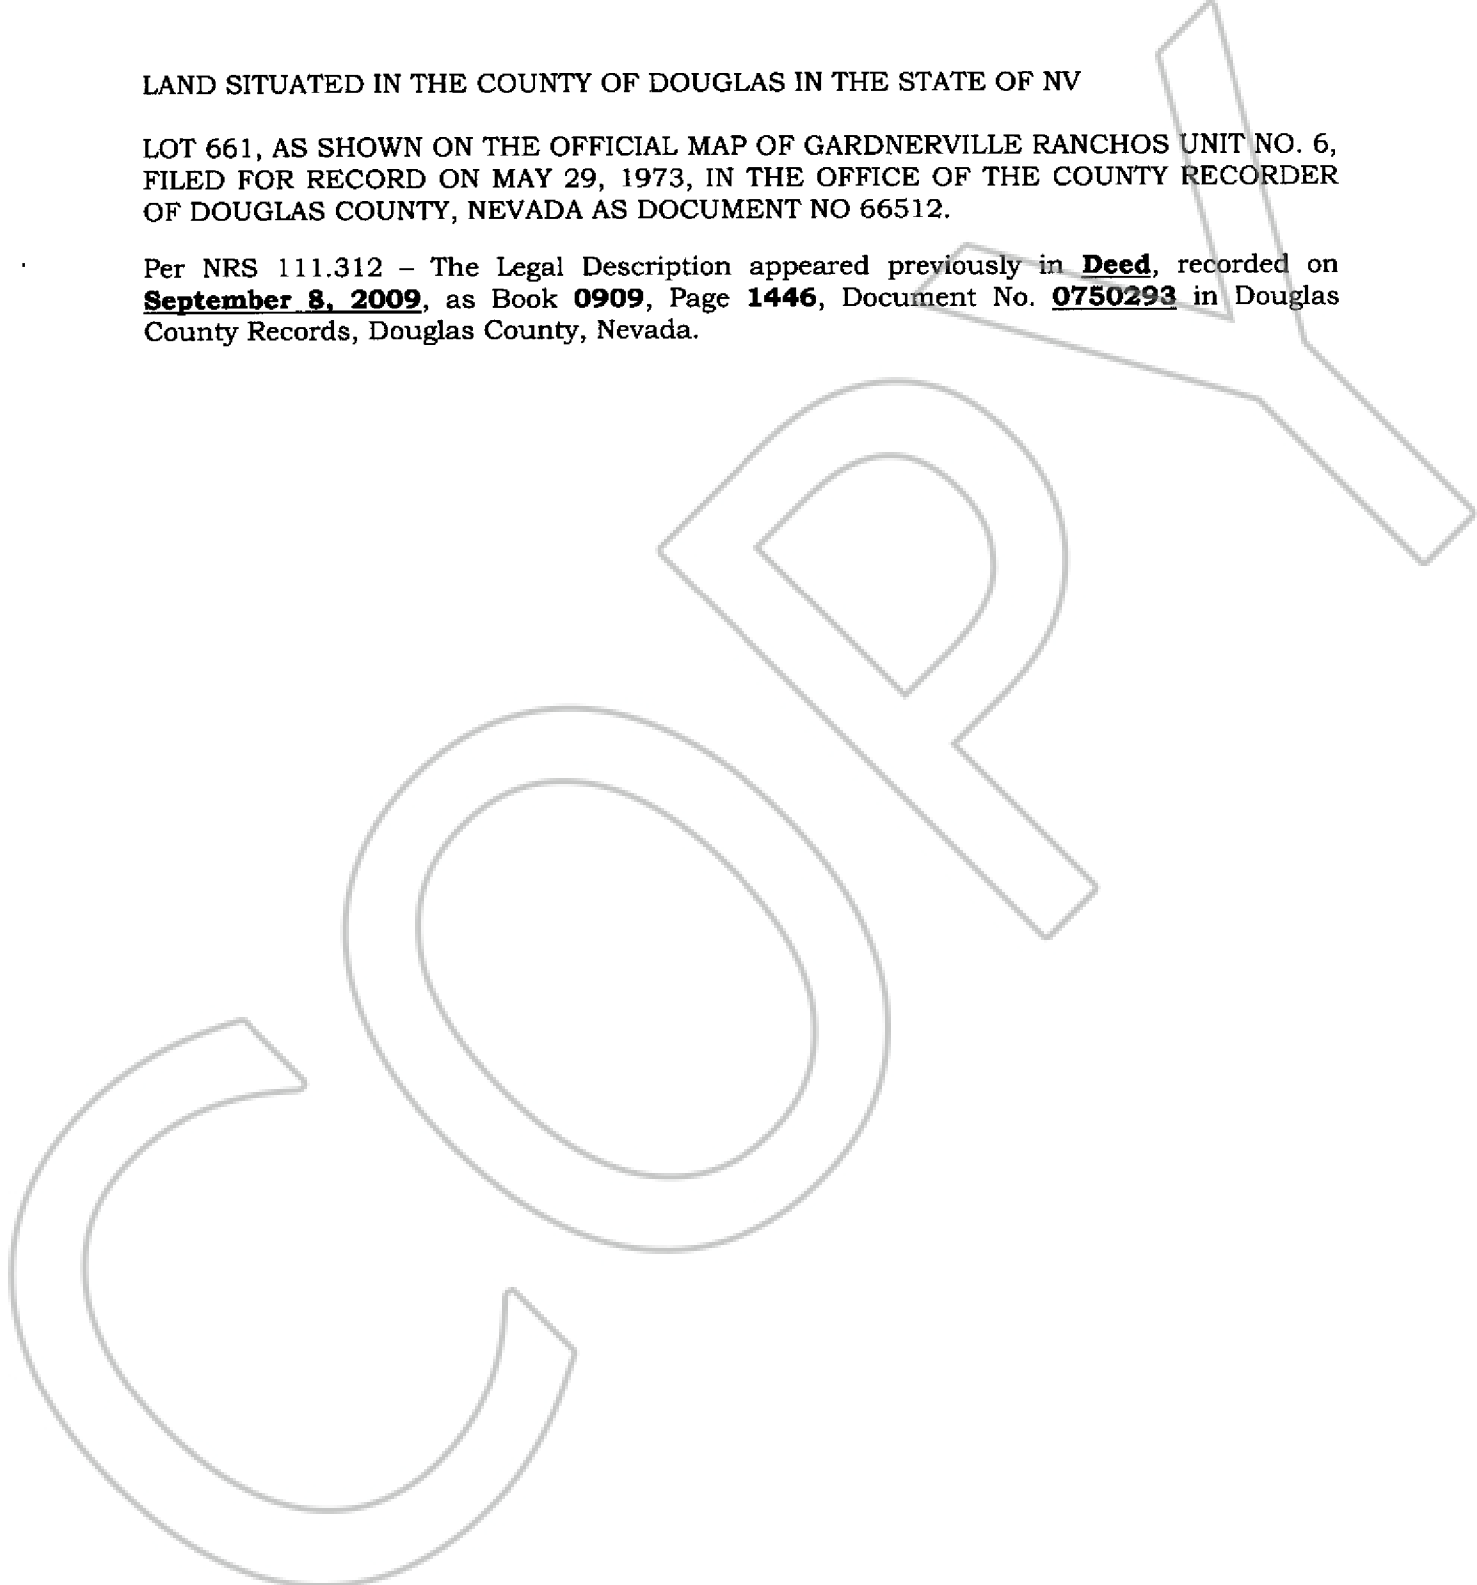 LAND SITUATED IN THE COUNTY OF DOUGLAS IN THE STATE OF NV
LOT 661, AS SHOWN ON THE OFFICIAL MAP OF GARDNERVILLE RANCHOS UNIT NO. 6,
FILED FOR RECORD ON MAY 29, 1973, IN THE OFFICE OF THE COUNTY RECORDER
OF DOUGLAS COUNTY, NEVADA AS DOCUMENT NO 66512.
Per NRS 111.312 – The Legal Description appeared previously in Deed, recorded on
September 8, 2009, as Book 0909, Page 1446, Document No. 0750293 in Douglas
County Records, Douglas County, Nevada.
COPY